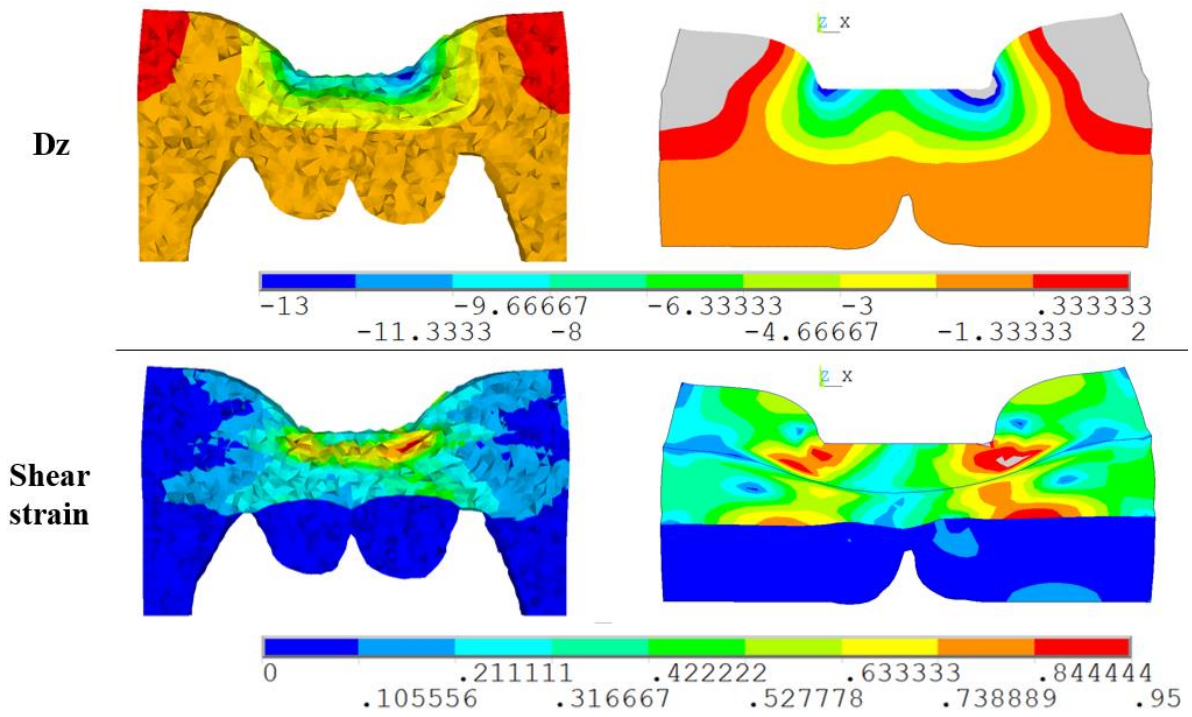 z x
Dz
-13 -9.66667 -6.33333 -3 .333333
-11.3333 -8 -4.66667 -1.33333 2
z x
Shear
strain
0 .211111 .422222 .633333 .844444
.105556 .316667 .527778 .738889 .95